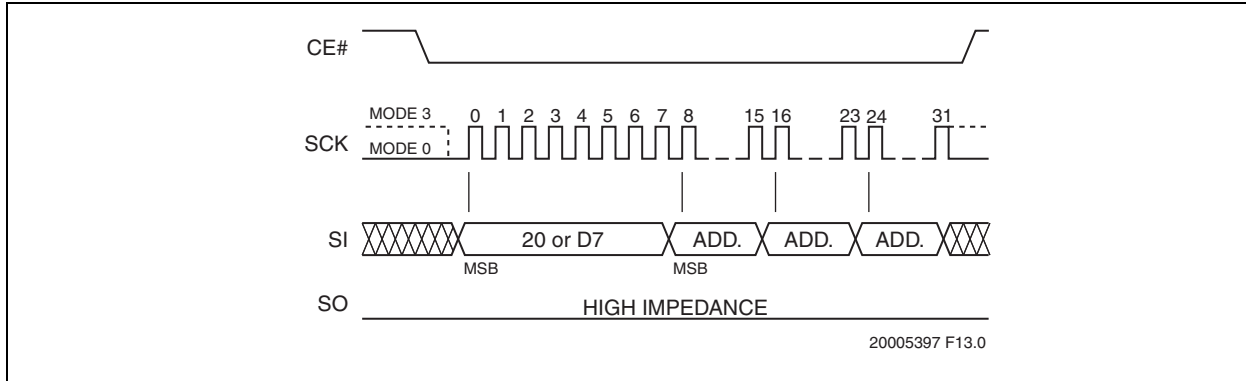 CE#
MODE 3
0 1 2 3 4 5 6 7 8 15 16 23 24 31
SCK
MODE 0
SI
20 or D7 ADD. ADD. ADD.
MSB MSB
SO
HIGH IMPEDANCE
20005397 F13.0